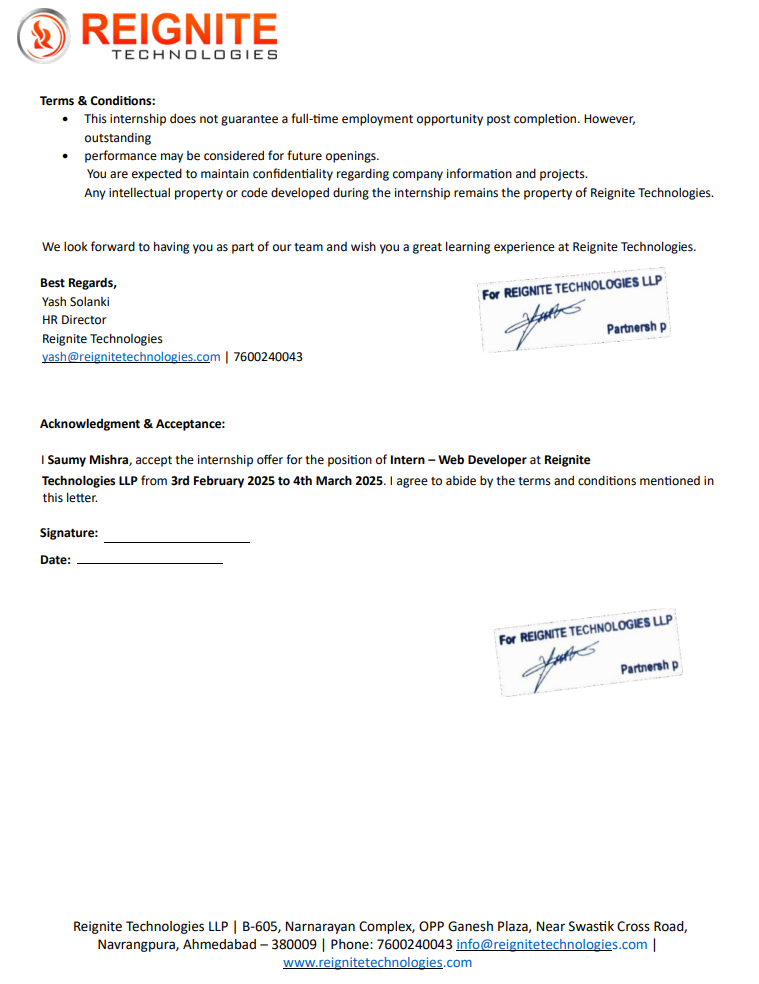 REIGNITE
TECHNOLOGIES
Terms & Conditions:
• This internship does not guarantee a full-time employment opportunity post completion. However,
outstanding
• performance may be considered for future openings.
You are expected to maintain confidentiality regarding company information and projects.
Any intellectual property or code developed during the internship remains the property of Reignite Technologies.
We look forward to having you as part of our team and wish you a great learning experience at Reignite Technologies.
Best Regards,
Yash Solanki
HR Director
Reignite Technologies
yash@reignitetechnologies.com | 7600240043
For REIGNITE TECHNOLOGIES LLP
Partnersh p
Acknowledgment & Acceptance:
I Saumy Mishra, accept the internship offer for the position of Intern – Web Developer at Reignite
Technologies LLP from 3rd February 2025 to 4th March 2025. I agree to abide by the terms and conditions mentioned in
this letter.
Signature:
Date:
For REIGNITE TECHNOLOGIES LLP
Partnersh p
Reignite Technologies LLP | B-605, Narnarayan Complex, OPP Ganesh Plaza, Near Swastik Cross Road,
Navrangpura, Ahmedabad – 380009 | Phone: 7600240043 info@reignitetechnologies.com |
www.reignitetechnologies.com